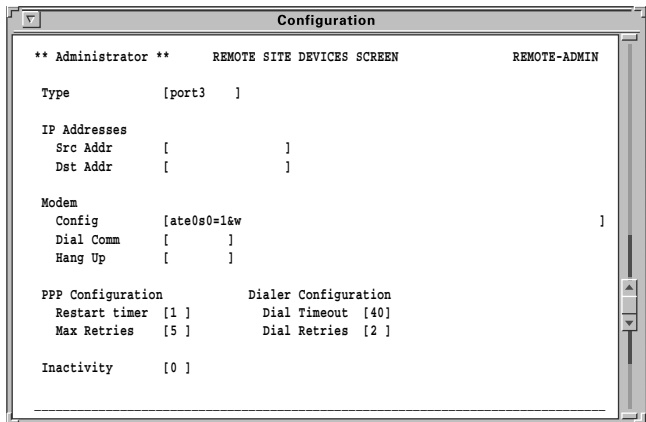 Configuration
** Administrator ** REMOTE SITE DEVICES SCREEN REMOTE-ADMIN
Type [port3 ]
IP Addresses
Src Addr [ ]
Dst Addr [ ]
Modem
Config [ate0s0=1&w ]
Dial Comm [ ]
Hang Up [ ]
PPP Configuration Dialer Configuration
Restart timer [1 ] Dial Timeout [40]
Max Retries [5 ] Dial Retries [2 ]
Inactivity [0 ]